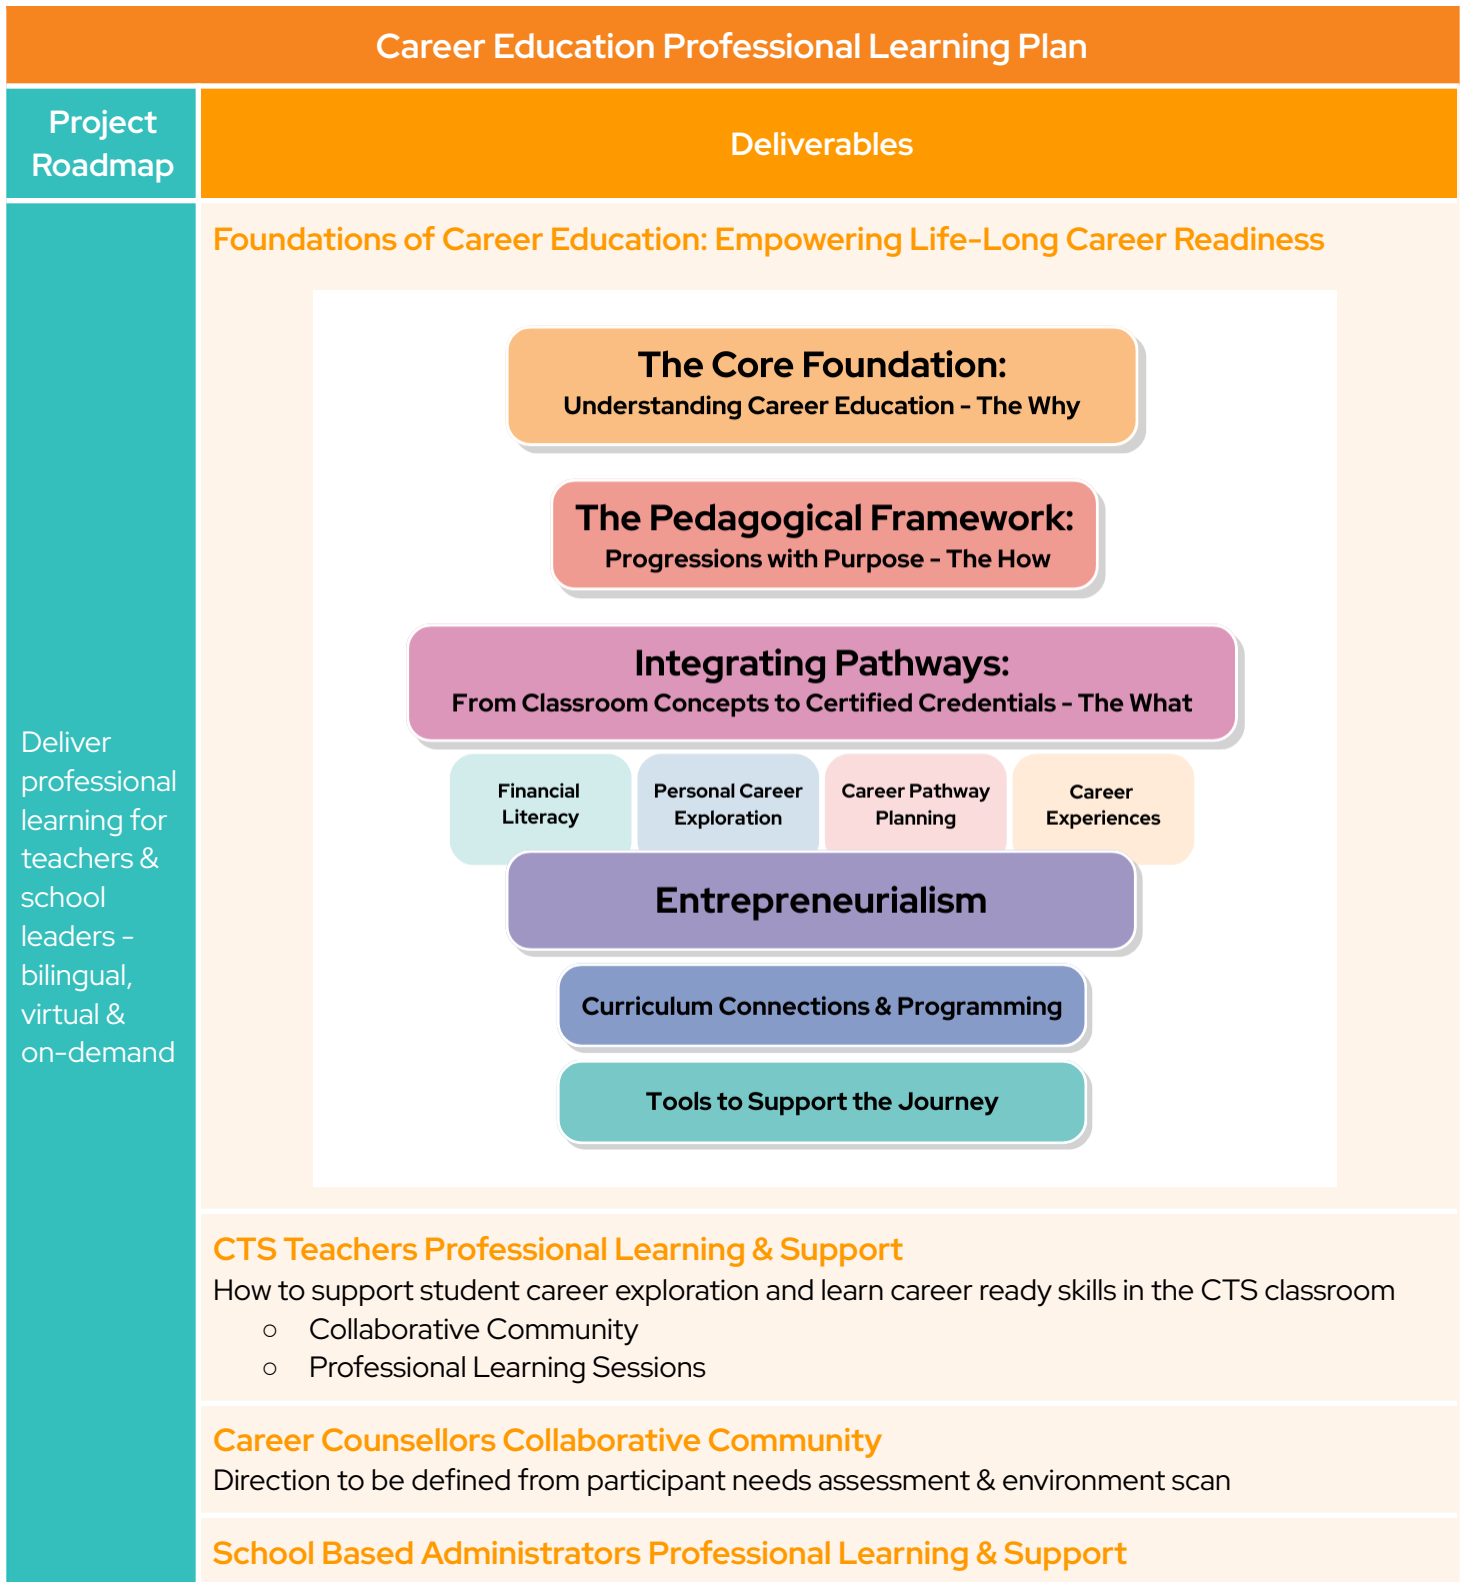 Career Education Professional Learning Plan
Project
Roadmap
Deliverables
Deliver
professional
learning for
teachers &
school
leaders -
bilingual,
virtual &
on-demand
Foundations of Career Education: Empowering Life-Long Career Readiness
The Core Foundation:
Understanding Career Education - The Why
The Pedagogical Framework:
Progressions with Purpose - The How
Integrating Pathways:
From Classroom Concepts to Certified Credentials - The What
Financial
Literacy
Personal Career
Exploration
Career Pathway
Planning
Career
Experiences
Entrepreneurialism
Curriculum Connections & Programming
Tools to Support the Journey
CTS Teachers Professional Learning & Support
How to support student career exploration and learn career ready skills in the CTS classroom
○ Collaborative Community
○ Professional Learning Sessions
Career Counsellors Collaborative Community
Direction to be defined from participant needs assessment & environment scan
School Based Administrators Professional Learning & Support